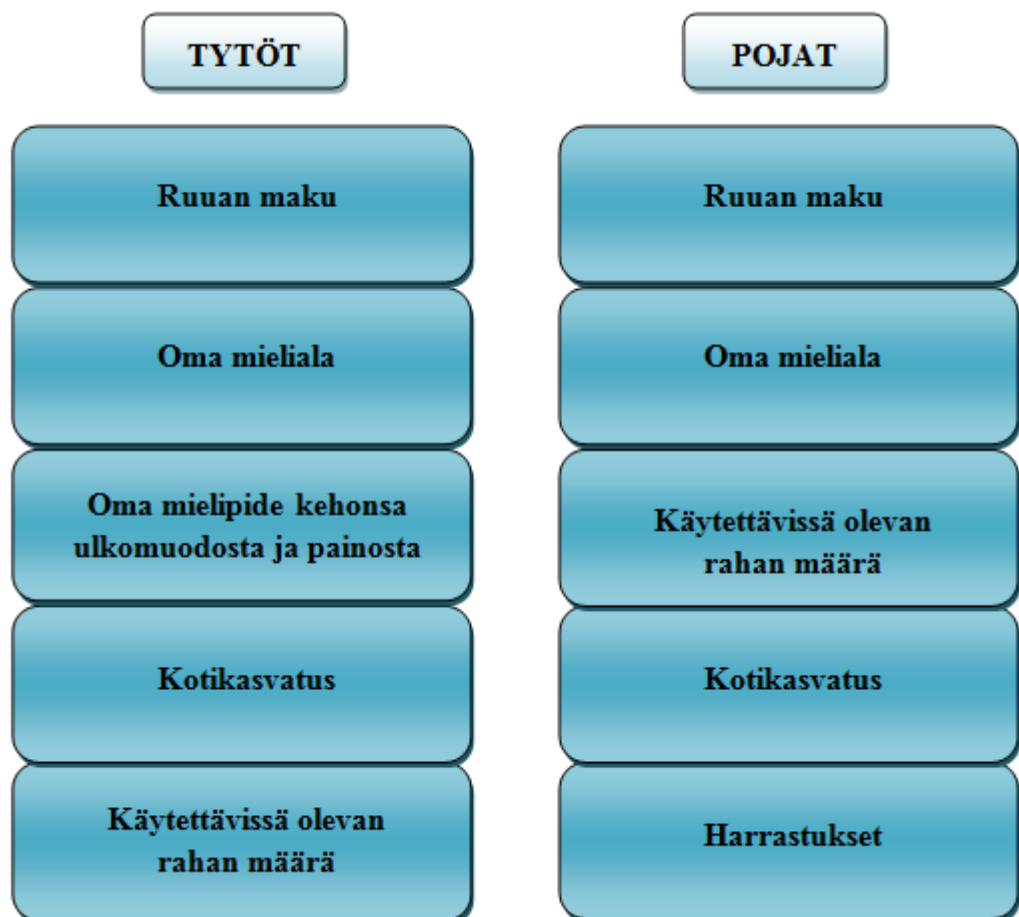 TYTÖT
Ruuan maku
Oma mieliala
Oma mielipide kehonsa
ulkomuodosta ja painosta
Kotikasvatus
Käytettävissä olevan
rahan määrä
POJAT
Ruuan maku
Oma mieliala
Käytettävissä olevan
rahan määrä
Kotikasvatus
Harrastukset